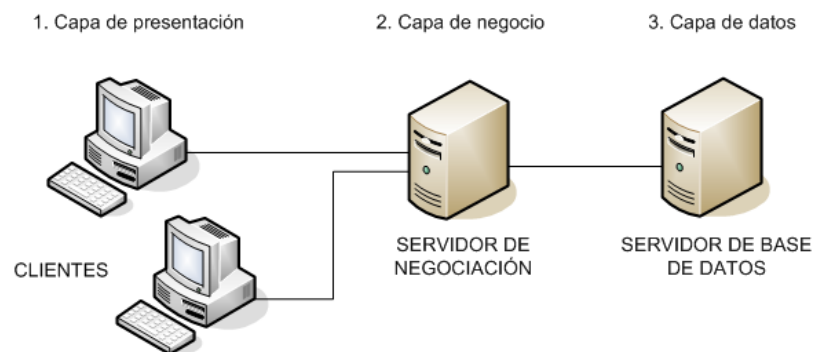 1. Capa de presentación
2. Capa de negocio
3. Capa de datos
CLIENTES
SERVIDOR DE
NEGOCIACIÓN
SERVIDOR DE BASE
DE DATOS